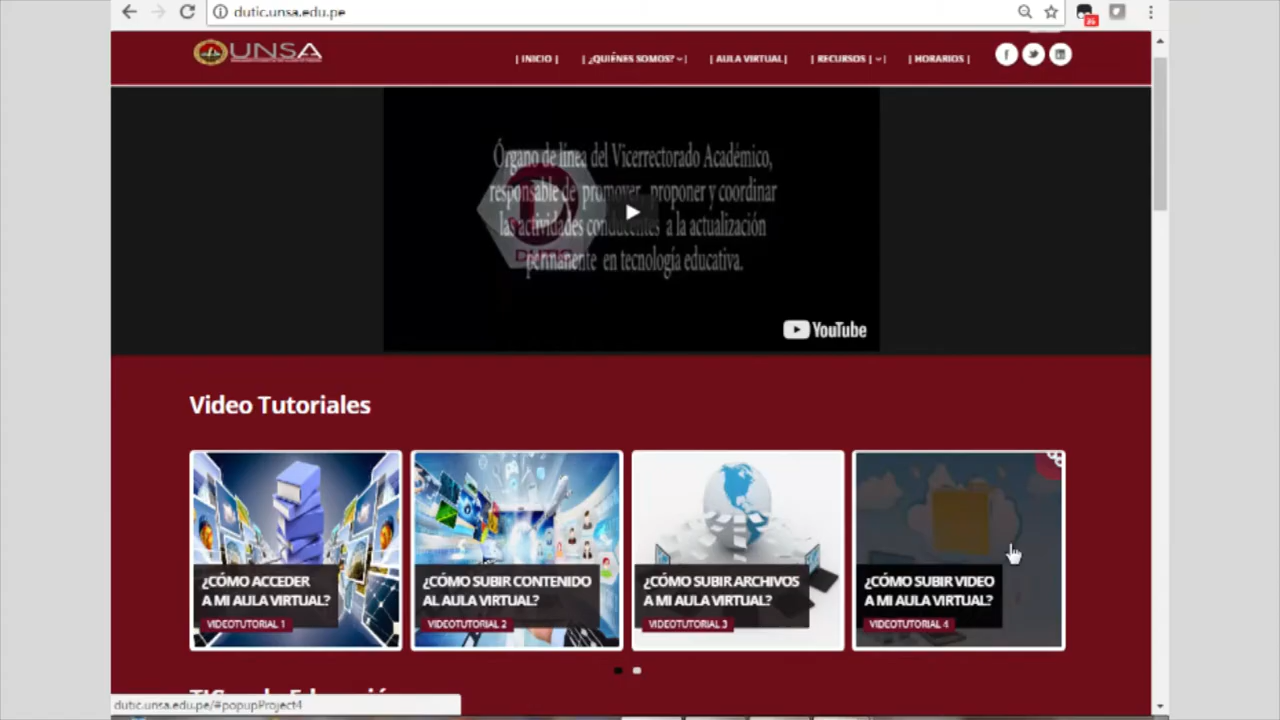 dutic.unsa.edu.pe
UNSA
| INICIO | | ¿QUIÉNES SOMOS? | | AULA VIRTUAL | | RECURSOS | | | HORARIOS |
Órgano de línea del Vicerrectorado Académico,
responsable de promover, proponer y coordinar
las actividades conducentes a la actualización
permanente en tecnología educativa.
DUTIC
YouTube
Video Tutoriales
¿CÓMO ACCEDER
A MI AULA VIRTUAL?
VIDEOTUTORIAL 1
¿CÓMO SUBIR CONTENIDO
AL AULA VIRTUAL?
VIDEOTUTORIAL 2
¿CÓMO SUBIR ARCHIVOS
A MI AULA VIRTUAL?
VIDEOTUTORIAL 3
¿CÓMO SUBIR VIDEO
A MI AULA VIRTUAL?
VIDEOTUTORIAL 4
dutic.unsa.edu.pe/#popupProject4